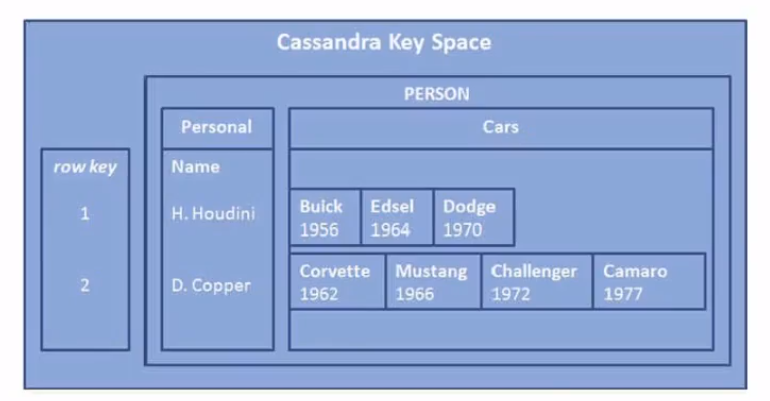 Cassandra Key Space
PERSON
Personal Cars
row key Name
1 H. Houdini
Buick Edsel Dodge
1956 1964 1970
2 D. Copper
Corvette Mustang Challenger Camaro
1962 1966 1972 1977